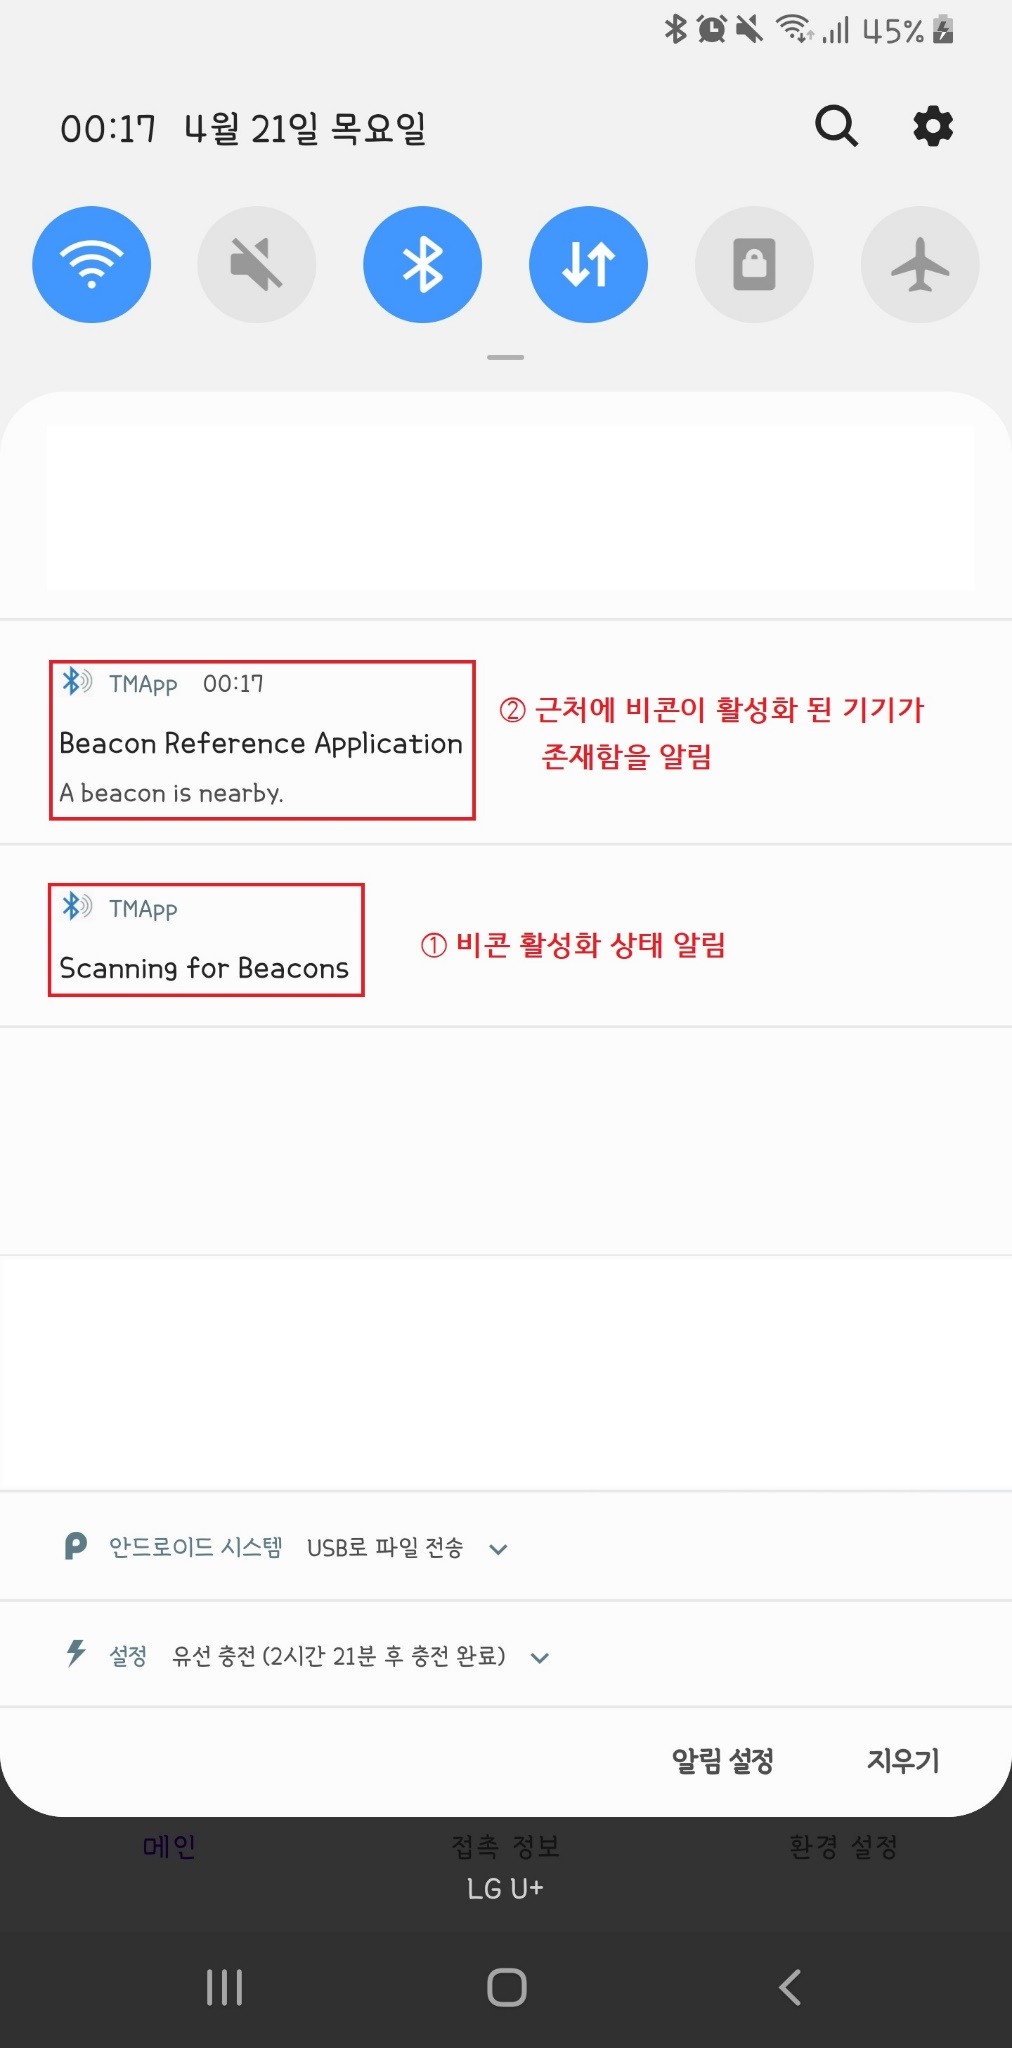 45%
00:17 4월 21일 목요일
TMApp 00:17
Beacon Reference Application
A beacon is nearby.
② 근처에 비콘이 활성화 된 기기가
존재함을 알림
TMApp
Scanning for Beacons
① 비콘 활성화 상태 알림
안드로이드 시스템 USB로 파일 전송
설정 유선 충전 (2시간 21분 후 충전 완료)
알림 설정 지우기
메인 접촉 정보 환경 설정
LG U+